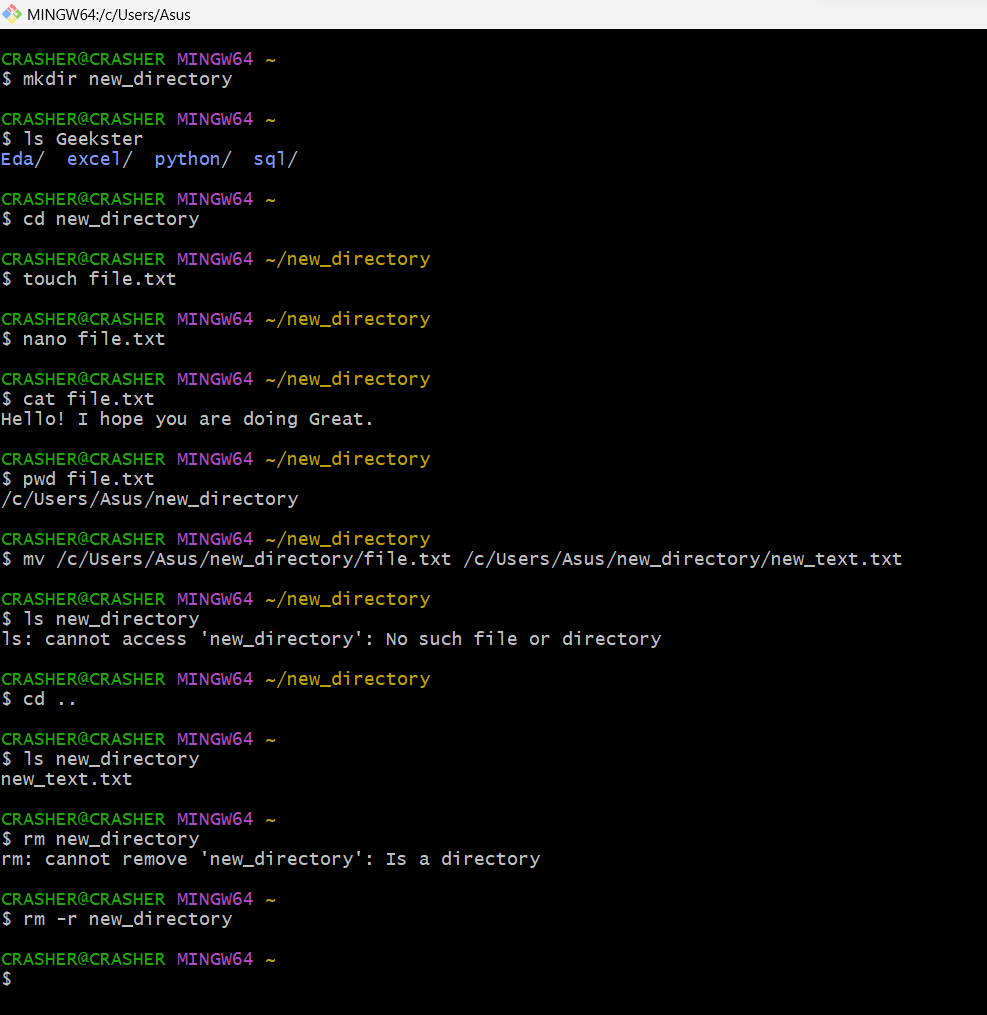 MINGW64:/c/Users/Asus
CRASHER@CRASHER MINGW64 ~
$ mkdir new_directory
CRASHER@CRASHER MINGW64 ~
$ ls Geekster
Eda/  excel/  python/  sql/
CRASHER@CRASHER MINGW64 ~
$ cd new_directory
CRASHER@CRASHER MINGW64 ~/new_directory
$ touch file.txt
CRASHER@CRASHER MINGW64 ~/new_directory
$ nano file.txt
CRASHER@CRASHER MINGW64 ~/new_directory
$ cat file.txt
Hello! I hope you are doing Great.
CRASHER@CRASHER MINGW64 ~/new_directory
$ pwd file.txt
/c/Users/Asus/new_directory
CRASHER@CRASHER MINGW64 ~/new_directory
$ mv /c/Users/Asus/new_directory/file.txt /c/Users/Asus/new_directory/new_text.txt
CRASHER@CRASHER MINGW64 ~/new_directory
$ ls new_directory
ls: cannot access 'new_directory': No such file or directory
CRASHER@CRASHER MINGW64 ~/new_directory
$ cd ..
CRASHER@CRASHER MINGW64 ~
$ ls new_directory
new_text.txt
CRASHER@CRASHER MINGW64 ~
$ rm new_directory
rm: cannot remove 'new_directory': Is a directory
CRASHER@CRASHER MINGW64 ~
$ rm -r new_directory
CRASHER@CRASHER MINGW64 ~
$